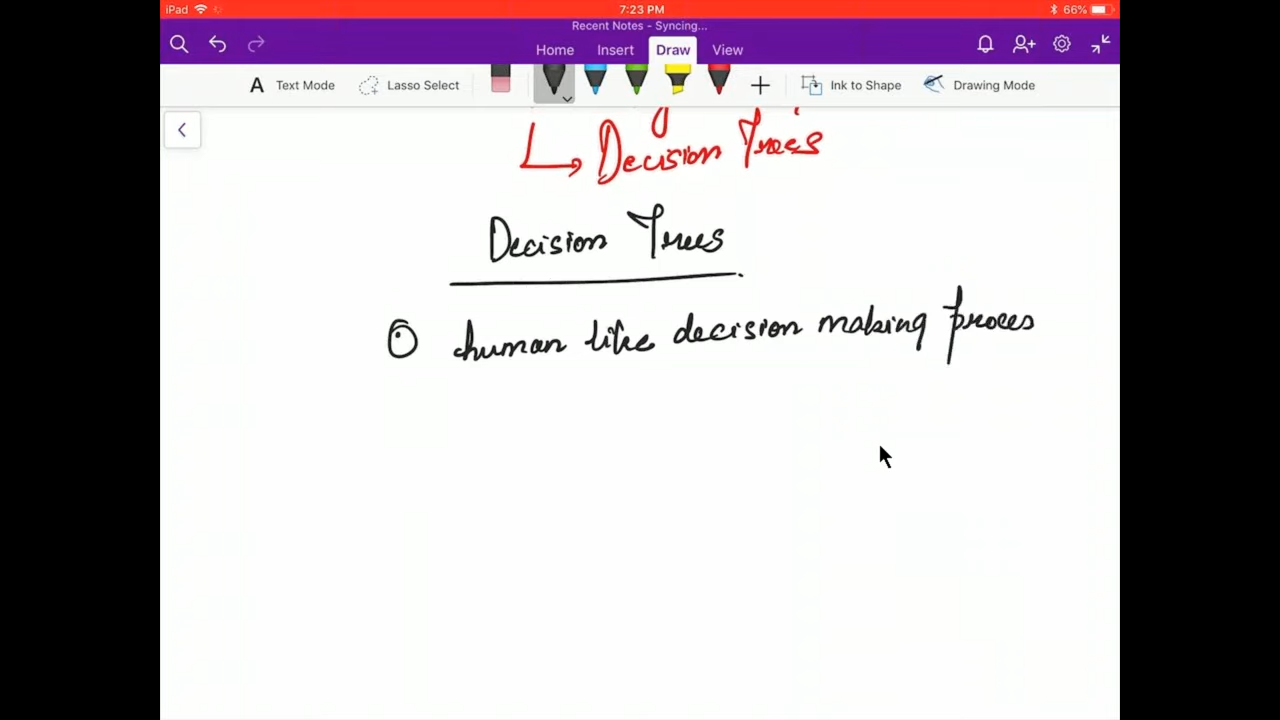 iPad 7:23 PM 66%
Recent Notes - Syncing...
Home Insert Draw View
A Text Mode Lasso Select Ink to Shape Drawing Mode
Decision Trees
Decision Trees
human like decision making proces